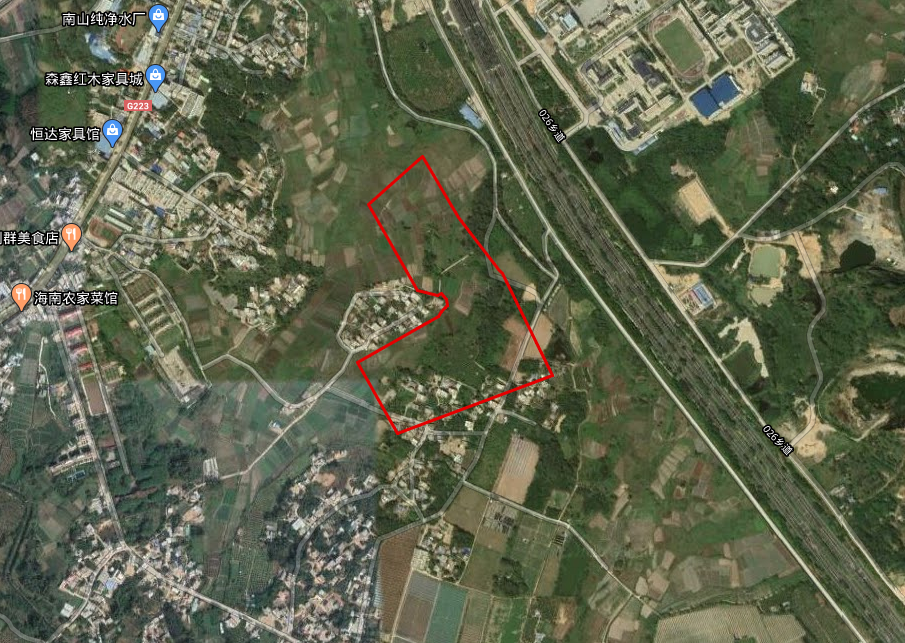 南山纯净水厂
森鑫红木家具城
G223
026乡道
恒达家具馆
群美食店
海南农家菜馆
026乡道